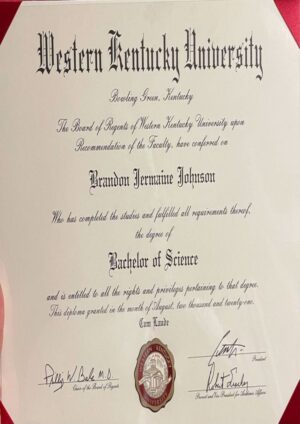 Western Kentucky University
Bowling Green, Kentucky
The Board of Regents of Western Kentucky University upon
Recommendation of the Faculty, have conferred on
Brandon Jermaine Johnson
Who has completed the studies and fulfilled all requirements thereof,
the degree of
Bachelor of Science
and is entitled to all the rights and privileges pertaining to that degree.
This diploma granted in the month of August, two thousand and twenty-one.
Cum Laude
President
Chair of the Board of Regents
Provost and Vice President for Academic Affairs